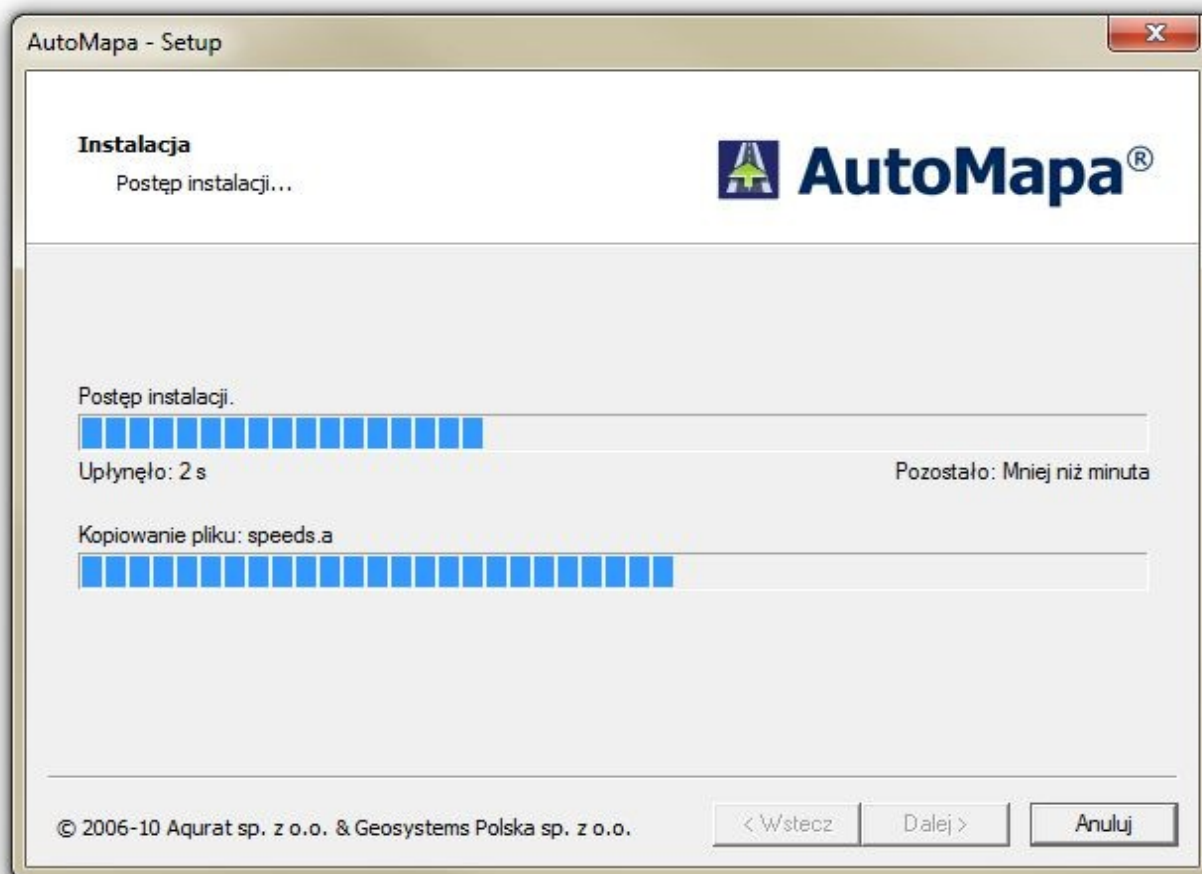 AutoMapa - Setup
Instalacja
Postęp instalacji...
AutoMapa®
Postęp instalacji.
Upłynęło: 2 s
Pozostało: Mniej niż minuta
Kopiowanie pliku: speeds.a
© 2006-10 Aqurat sp. z o.o. & Geosystems Polska sp. z o.o.
< Wstecz
Dalej >
Anuluj